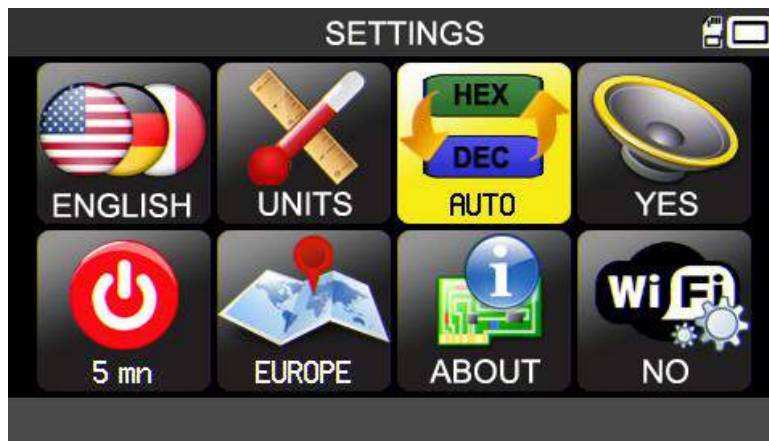 SETTINGS
HEX
DEC
ENGLISH
UNITS
AUTO
YES
i
Wi Fi
5 mn
EUROPE
ABOUT
NO